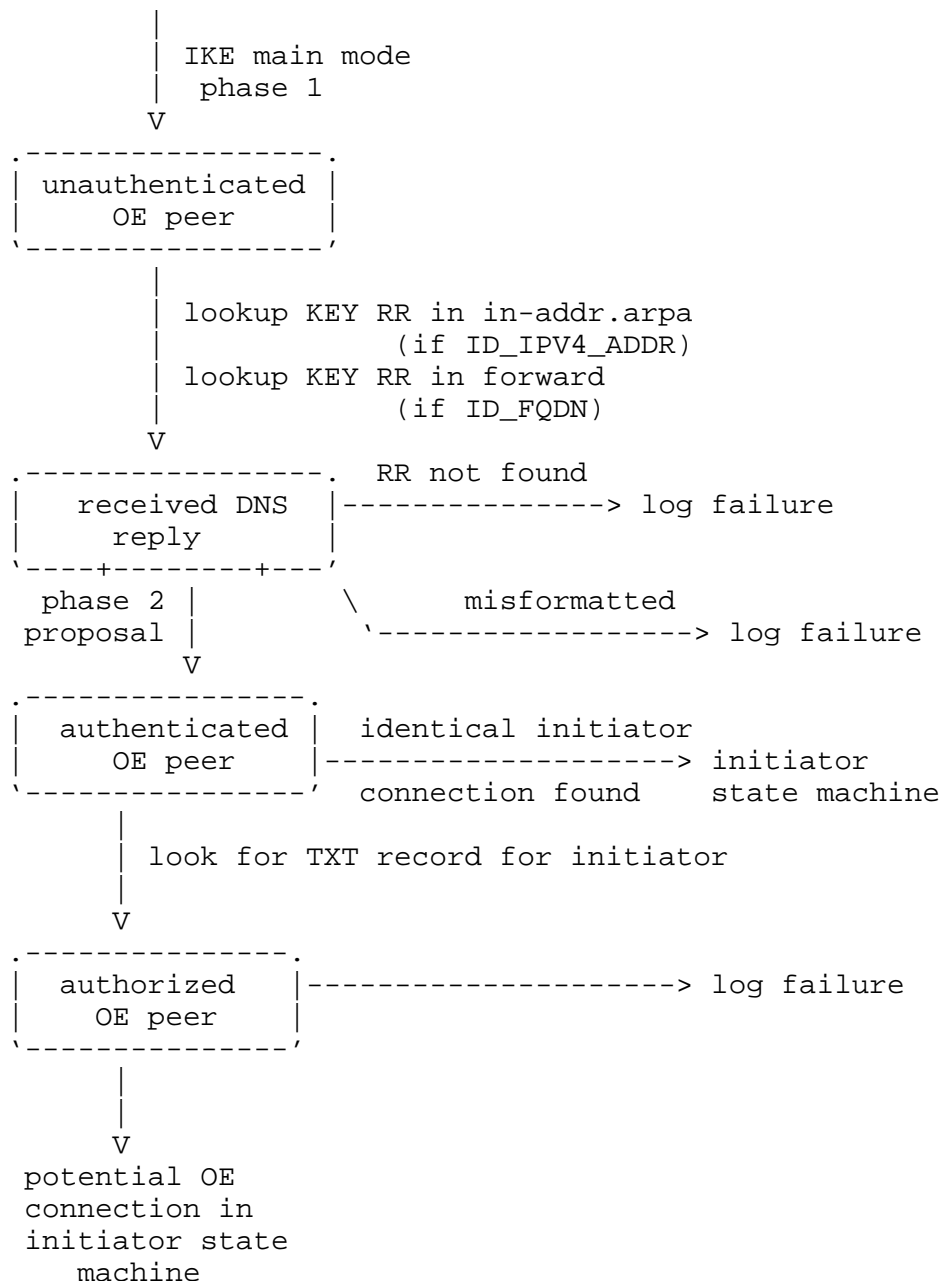 IKE main mode
phase 1
V
unauthenticated
OE peer
lookup KEY RR in in-addr.arpa
(if ID_IPV4_ADDR)
lookup KEY RR in forward
(if ID_FQDN)
V
RR not found
received DNS
log failure
reply
phase 2
misformatted
proposal
log failure
V
authenticated
identical initiator
OE peer
initiator
connection found
state machine
look for TXT record for initiator
V
authorized
log failure
OE peer
V
potential OE
connection in
initiator state
machine